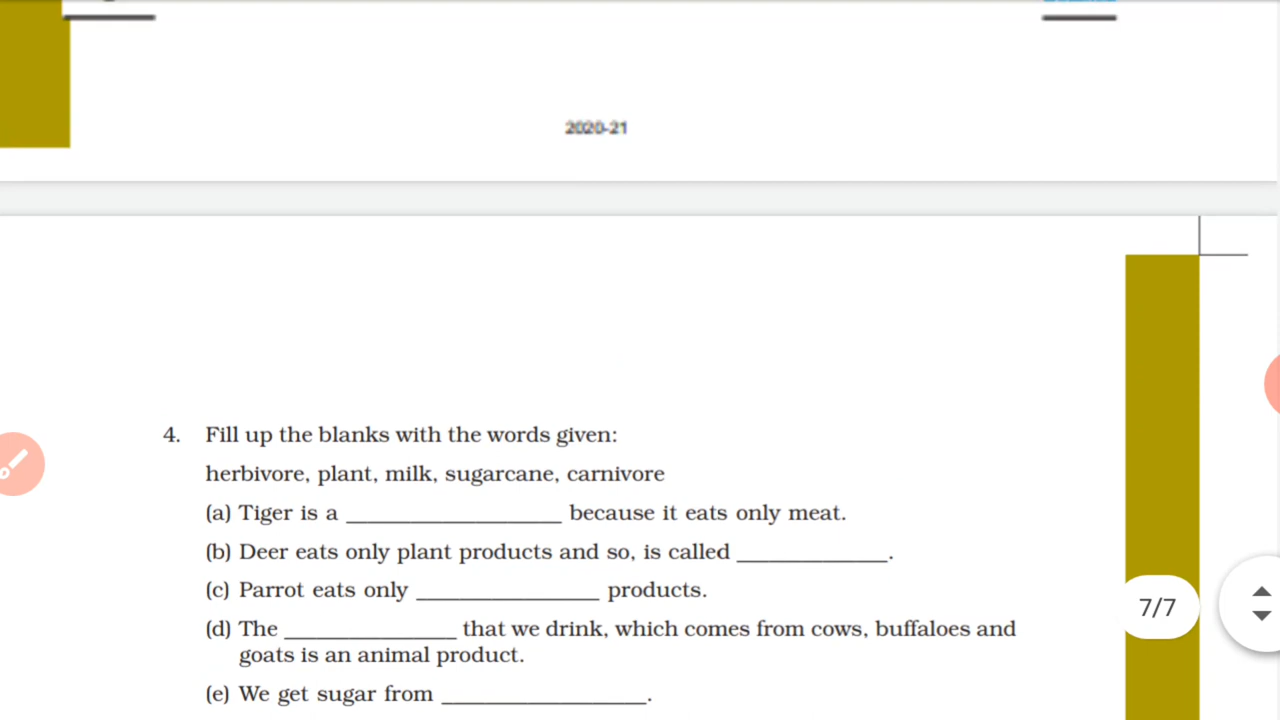 2020-21
4. Fill up the blanks with the words given:
herbivore, plant, milk, sugarcane, carnivore
(a) Tiger is a __________________ because it eats only meat.
(b) Deer eats only plant products and so, is called ____________.
(c) Parrot eats only _______________ products.
(d) The ______________ that we drink, which comes from cows, buffaloes and
goats is an animal product.
(e) We get sugar from _________________.
7/7